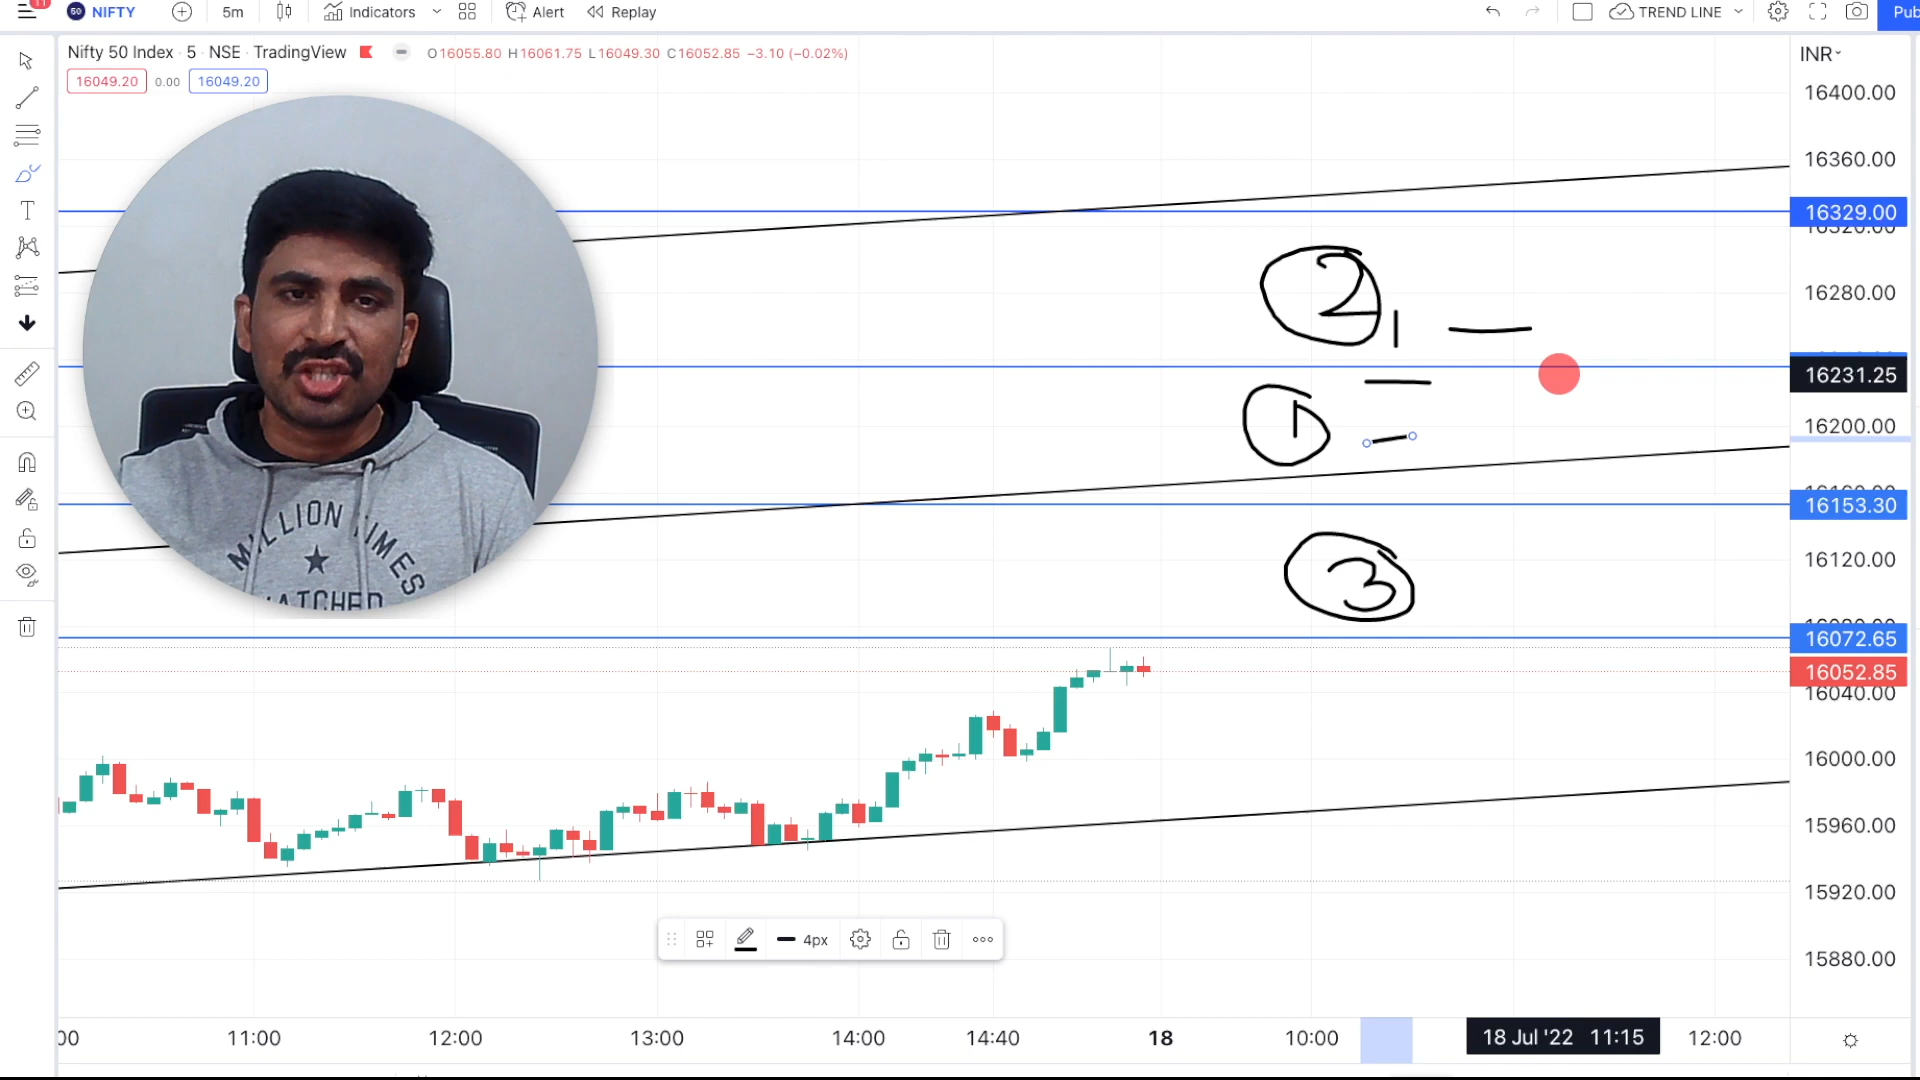 11
50 NIFTY 5m Indicators Alert Replay TREND LINE Pub
Nifty 50 Index · 5 · NSE · TradingView O16055.80 H16061.75 L16049.30 C16052.85 −3.10 (−0.02%)
INR
16049.20 0.00 16049.20
16400.00
16360.00
16329.00
16320.00
16280.00
16231.25
16200.00
16153.30
16120.00
16072.65
16052.85
16040.00
16000.00
15960.00
15920.00
15880.00
2
1
3
MILLION TIMES
WATCHED
4px
11:00 12:00 13:00 14:00 14:40 18 10:00 18 Jul '22 11:15 12:00